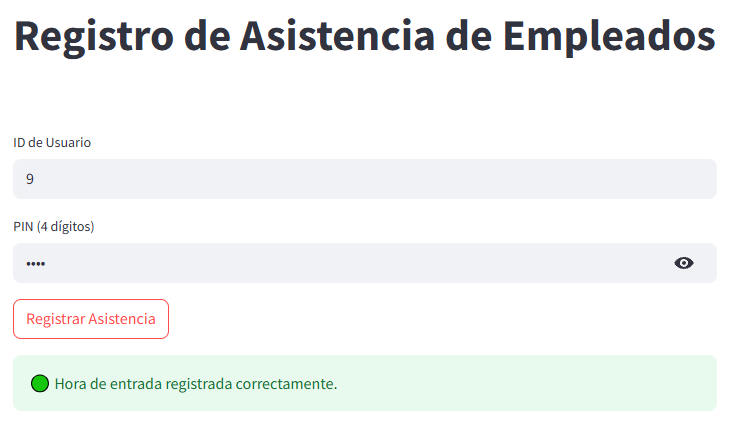 Registro de Asistencia de Empleados
ID de Usuario
9
PIN (4 dígitos)
••••
Registrar Asistencia
Hora de entrada registrada correctamente.